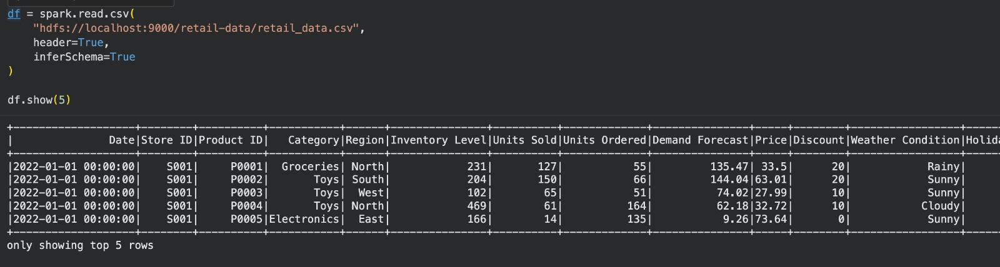 df = spark.read.csv(
    "hdfs://localhost:9000/retail-data/retail_data.csv",
    header=True,
    inferSchema=True
)
df.show(5)
+-------------------+--------+----------+-----------+------+---------------+----------+-------------+---------------+-----+--------+-----------------+------
|               Date|Store ID|Product ID|   Category|Region|Inventory Level|Units Sold|Units Ordered|Demand Forecast|Price|Discount|Weather Condition|Holida
+-------------------+--------+----------+-----------+------+---------------+----------+-------------+---------------+-----+--------+-----------------+------
|2022-01-01 00:00:00|    S001|     P0001|  Groceries| North|            231|       127|           55|         135.47| 33.5|      20|            Rainy|
|2022-01-01 00:00:00|    S001|     P0002|       Toys| South|            204|       150|           66|         144.04|63.01|      20|            Sunny|
|2022-01-01 00:00:00|    S001|     P0003|       Toys|  West|            102|        65|           51|          74.02|27.99|      10|            Sunny|
|2022-01-01 00:00:00|    S001|     P0004|       Toys| North|            469|        61|          164|          62.18|32.72|      10|           Cloudy|
|2022-01-01 00:00:00|    S001|     P0005|Electronics|  East|            166|        14|          135|           9.26|73.64|       0|            Sunny|
+-------------------+--------+----------+-----------+------+---------------+----------+-------------+---------------+-----+--------+-----------------+------
only showing top 5 rows